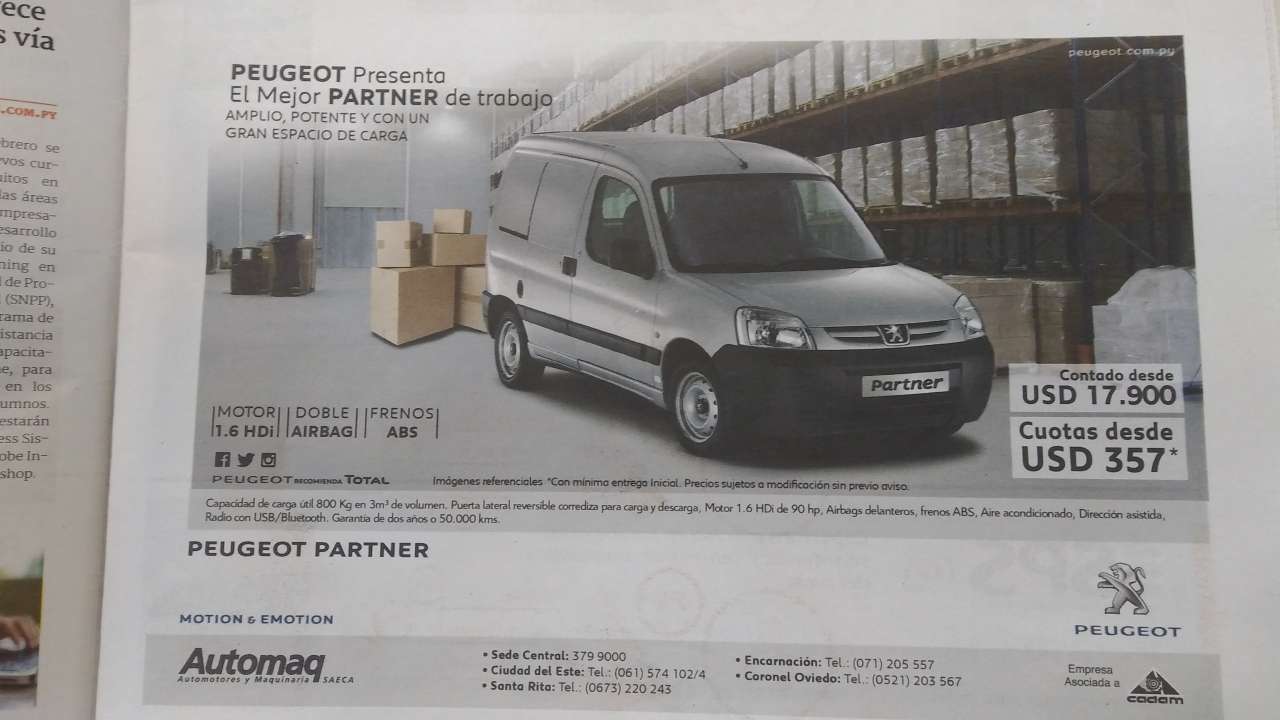 ece
s vía
.COM.PY
ebrero se
evos cur-
uitos en
las áreas
empresa-
esarrollo
io de su
ning en
l de Pro-
(SNPP),
rama de
istancia
apacita-
e, para
en los
umnos.
estarán
ess Sis-
obe In-
shop.
peugeot.com.py
PEUGEOT Presenta
El Mejor PARTNER de trabajo
AMPLIO, POTENTE Y CON UN
GRAN ESPACIO DE CARGA
Partner
Contado desde
USD 17.900
Cuotas desde
USD 357*
MOTOR DOBLE FRENOS
1.6 HDi AIRBAG ABS
PEUGEOT RECOMIENDA TOTAL
Imágenes referenciales *Con mínima entrega Inicial. Precios sujetos a modificación sin previo aviso.
Capacidad de carga útil 800 Kg en 3m³ de volumen. Puerta lateral reversible corrediza para carga y descarga, Motor 1.6 HDi de 90 hp, Airbags delanteros, frenos ABS, Aire acondicionado, Dirección asistida,
Radio con USB/Bluetooth. Garantía de dos años o 50.000 kms.
PEUGEOT PARTNER
MOTION & EMOTION
PEUGEOT
Automaq
Automotores y Maquinaria SAECA
• Sede Central: 379 9000
• Ciudad del Este: Tel.: (061) 574 102/4
• Santa Rita: Tel.: (0673) 220 243
• Encarnación: Tel.: (071) 205 557
• Coronel Oviedo: Tel.: (0521) 203 567
Empresa
Asociada a
cadam